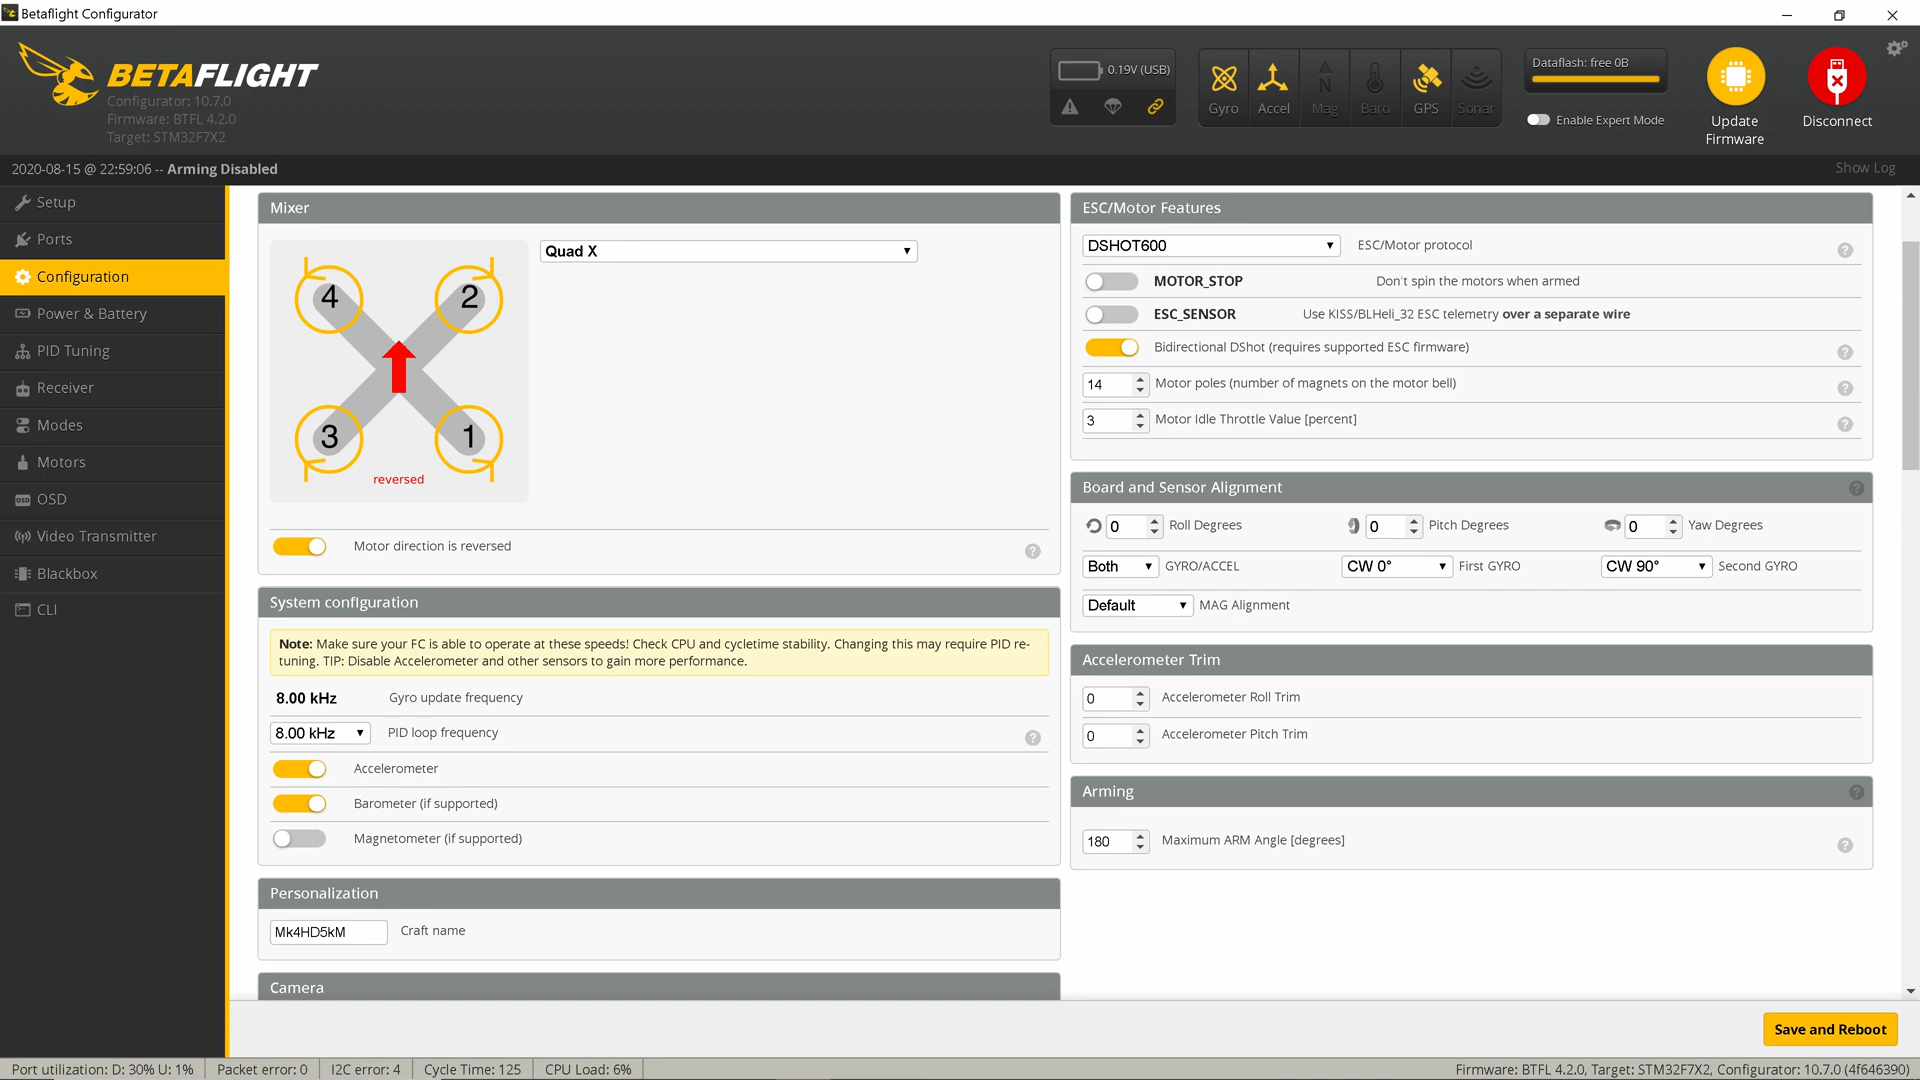 Betaflight Configurator
BETAFLIGHT
Configurator: 10.7.0
Firmware: BTFL 4.2.0
Target: STM32F7X2
0.19V (USB)
Gyro
Accel
Mag
Baro
GPS
Sonar
Dataflash: free 0B
Enable Expert Mode
Update
Firmware
Disconnect
2020-08-15 @ 22:59:06 -- Arming Disabled
Show Log
Setup
Ports
Configuration
Power & Battery
PID Tuning
Receiver
Modes
Motors
OSD
Video Transmitter
Blackbox
CLI
Mixer
Quad X
4
2
3
1
reversed
Motor direction is reversed
System configuration
Note: Make sure your FC is able to operate at these speeds! Check CPU and cycletime stability. Changing this may require PID re-
tuning. TIP: Disable Accelerometer and other sensors to gain more performance.
8.00 kHz Gyro update frequency
8.00 kHz PID loop frequency
Accelerometer
Barometer (if supported)
Magnetometer (if supported)
Personalization
Mk4HD5kM Craft name
Camera
ESC/Motor Features
DSHOT600 ESC/Motor protocol
MOTOR_STOP Don't spin the motors when armed
ESC_SENSOR Use KISS/BLHeli_32 ESC telemetry over a separate wire
Bidirectional DShot (requires supported ESC firmware)
14 Motor poles (number of magnets on the motor bell)
3 Motor Idle Throttle Value [percent]
Board and Sensor Alignment
0 Roll Degrees 0 Pitch Degrees 0 Yaw Degrees
Both GYRO/ACCEL CW 0° First GYRO CW 90° Second GYRO
Default MAG Alignment
Accelerometer Trim
0 Accelerometer Roll Trim
0 Accelerometer Pitch Trim
Arming
180 Maximum ARM Angle [degrees]
Save and Reboot
Port utilization: D: 30% U: 1% Packet error: 0 I2C error: 4 Cycle Time: 125 CPU Load: 6% Firmware: BTFL 4.2.0, Target: STM32F7X2, Configurator: 10.7.0 (4f646390)